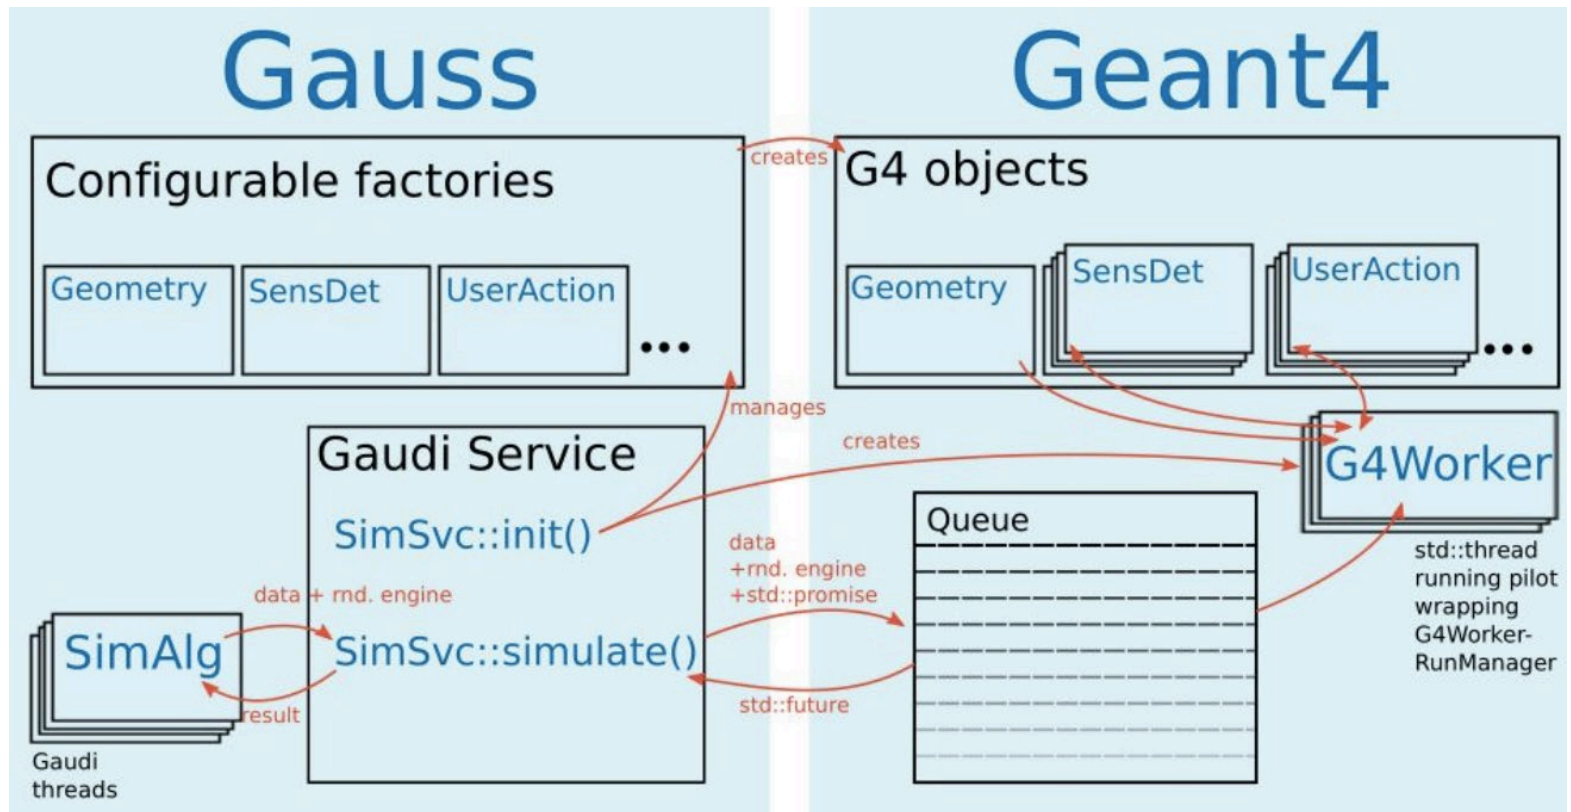 Gauss
Configurable factories
Geometry
SensDet
UserAction
...
creates
manages
Gaudi Service
SimSvc::init()
data + rnd. engine
SimAlg
SimSvc::simulate()
result
Gaudi
threads
Geant4
G4 objects
Geometry
SensDet
UserAction
...
creates
G4Worker
std::thread
running pilot
wrapping
G4Worker-
RunManager
data
+rnd. engine
+std::promise
std::future
Queue